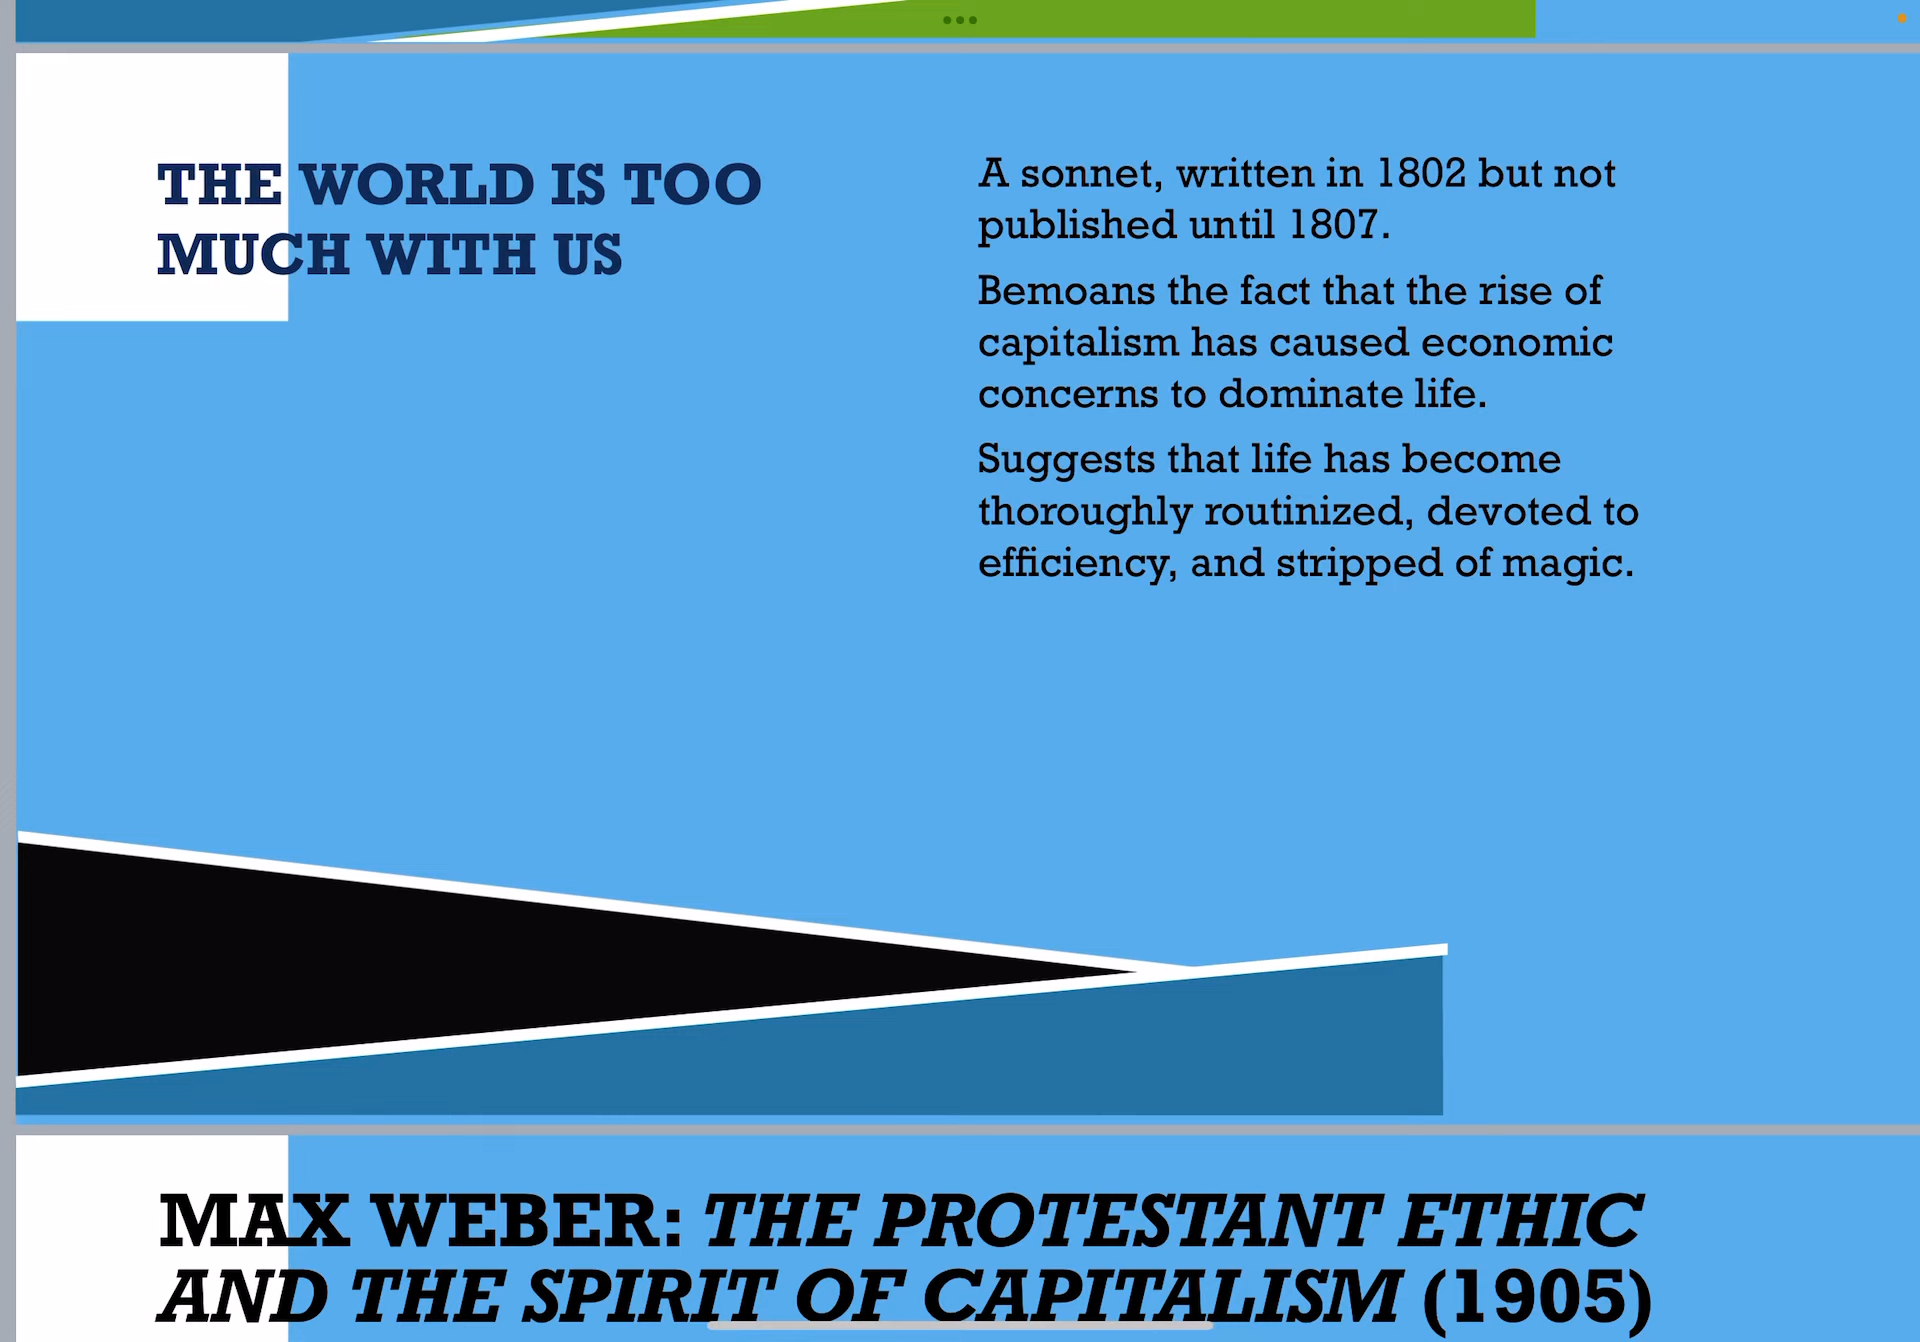 THE WORLD IS TOO
MUCH WITH US
A sonnet, written in 1802 but not
published until 1807.
Bemoans the fact that the rise of
capitalism has caused economic
concerns to dominate life.
Suggests that life has become
thoroughly routinized, devoted to
efficiency, and stripped of magic.
MAX WEBER: THE PROTESTANT ETHIC
AND THE SPIRIT OF CAPITALISM (1905)